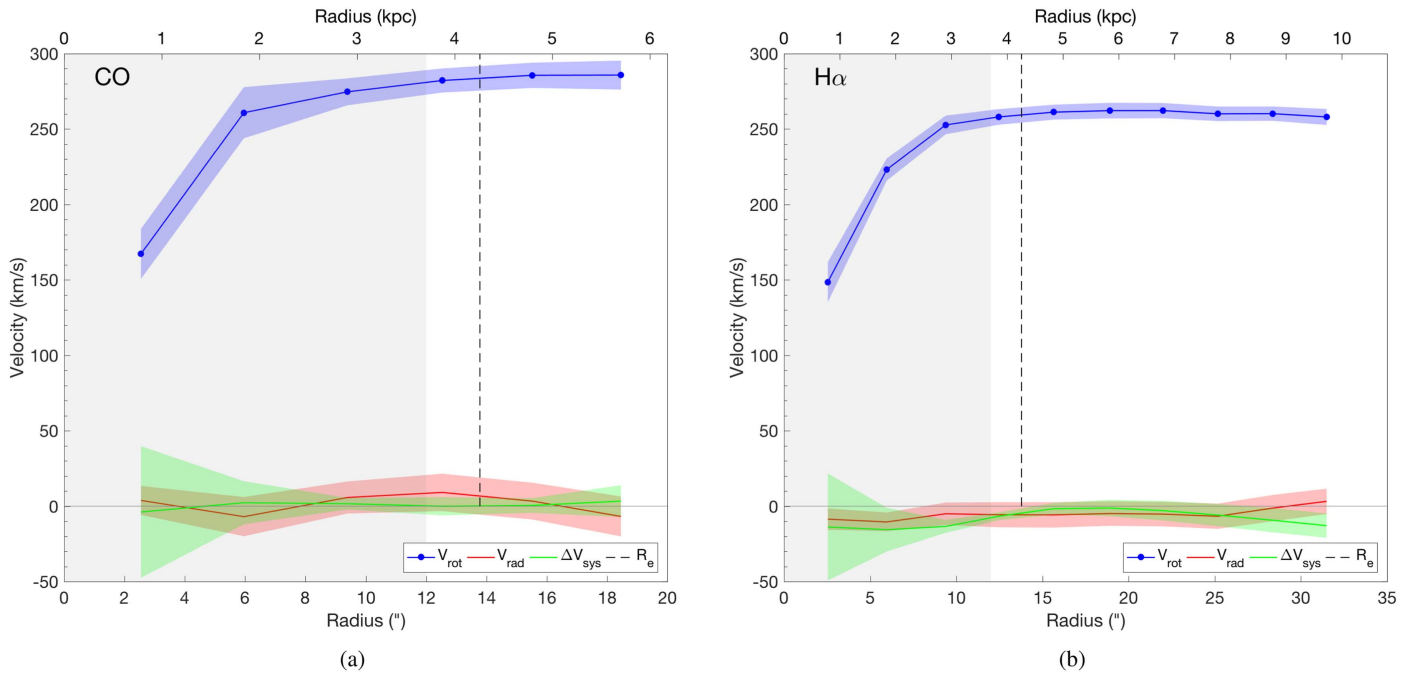 Radius (kpc)
0 1 2 3 4 5 6
CO
Velocity (km/s)
300
250
200
150
100
50
0
-50
V_rot V_rad ΔV_sys R_e
0 2 4 6 8 10 12 14 16 18 20
Radius (")
(a)
Radius (kpc)
0 1 2 3 4 5 6 7 8 9 10
Hα
Velocity (km/s)
300
250
200
150
100
50
0
-50
V_rot V_rad ΔV_sys R_e
0 5 10 15 20 25 30 35
Radius (")
(b)